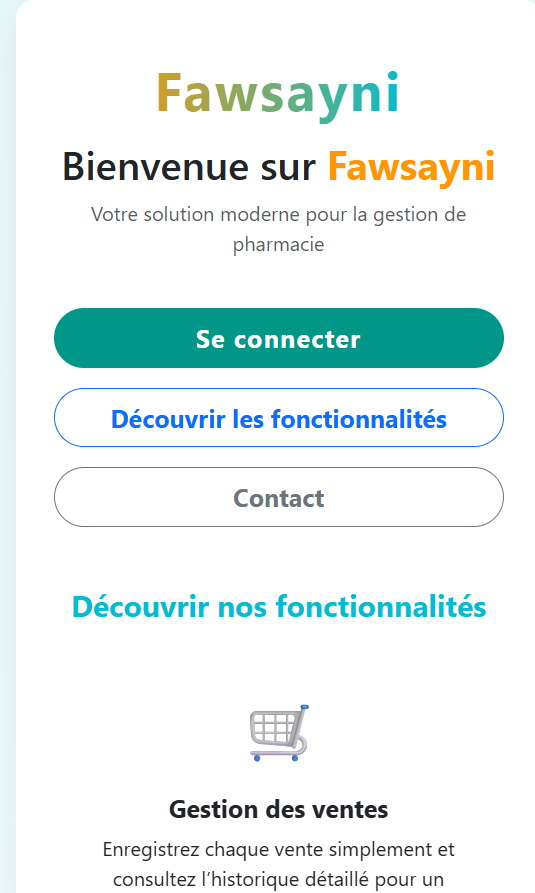 Fawsayni
Bienvenue sur Fawsayni
Votre solution moderne pour la gestion de
pharmacie
Se connecter
Découvrir les fonctionnalités
Contact
Découvrir nos fonctionnalités
Gestion des ventes
Enregistrez chaque vente simplement et
consultez l’historique détaillé pour un